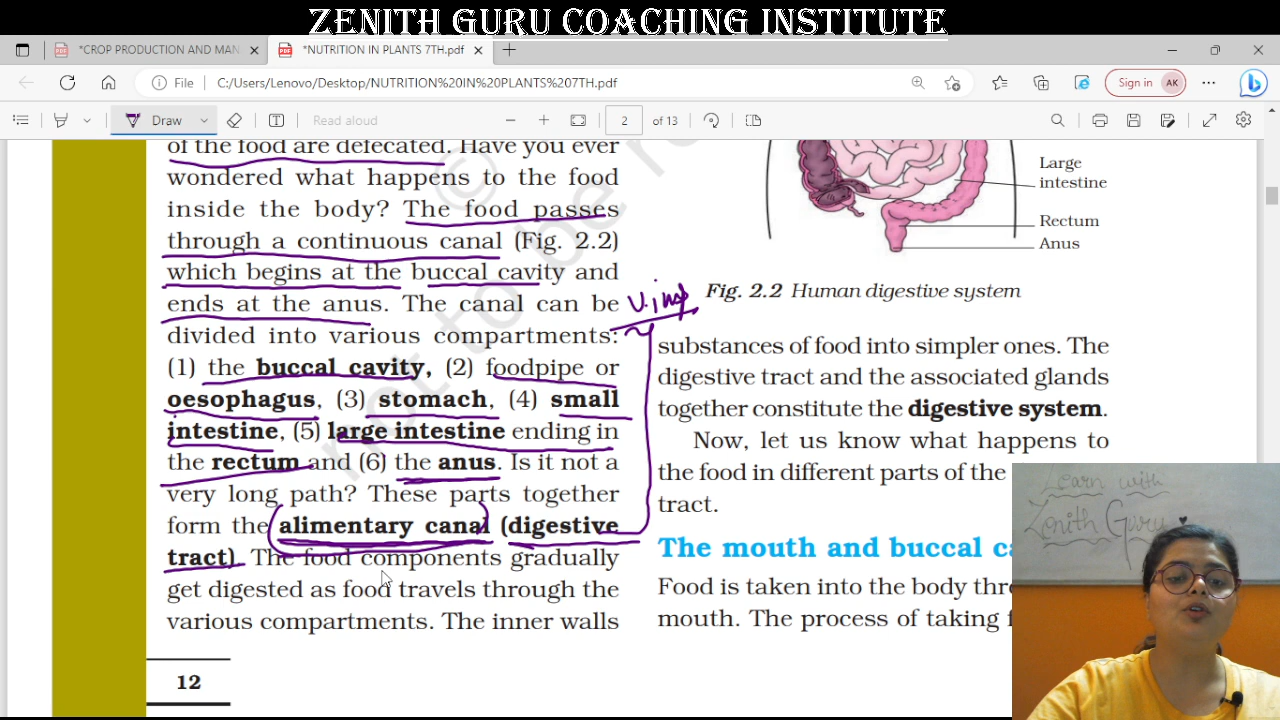 ZENITH GURU COACHING INSTITUTE
*CROP PRODUCTION AND MAN
*NUTRITION IN PLANTS 7TH.pdf
File
C:/Users/Lenovo/Desktop/NUTRITION%20IN%20PLANTS%207TH.pdf
Sign in AK
Draw
Read aloud
2 of 13
of the food are defecated. Have you ever
wondered what happens to the food
inside the body? The food passes
through a continuous canal (Fig. 2.2)
which begins at the buccal cavity and
ends at the anus. The canal can be
divided into various compartments:
(1) the buccal cavity, (2) foodpipe or
oesophagus, (3) stomach, (4) small
intestine, (5) large intestine ending in
the rectum and (6) the anus. Is it not a
very long path? These parts together
form the alimentary canal (digestive
tract). The food components gradually
get digested as food travels through the
various compartments. The inner walls
12
V.imp
Large
intestine
Rectum
Anus
Fig. 2.2 Human digestive system
substances of food into simpler ones. The
digestive tract and the associated glands
together constitute the digestive system.
Now, let us know what happens to
the food in different parts of the
tract.
The mouth and buccal ca
Food is taken into the body thro
mouth. The process of taking f
Learn with
Zenith Guru